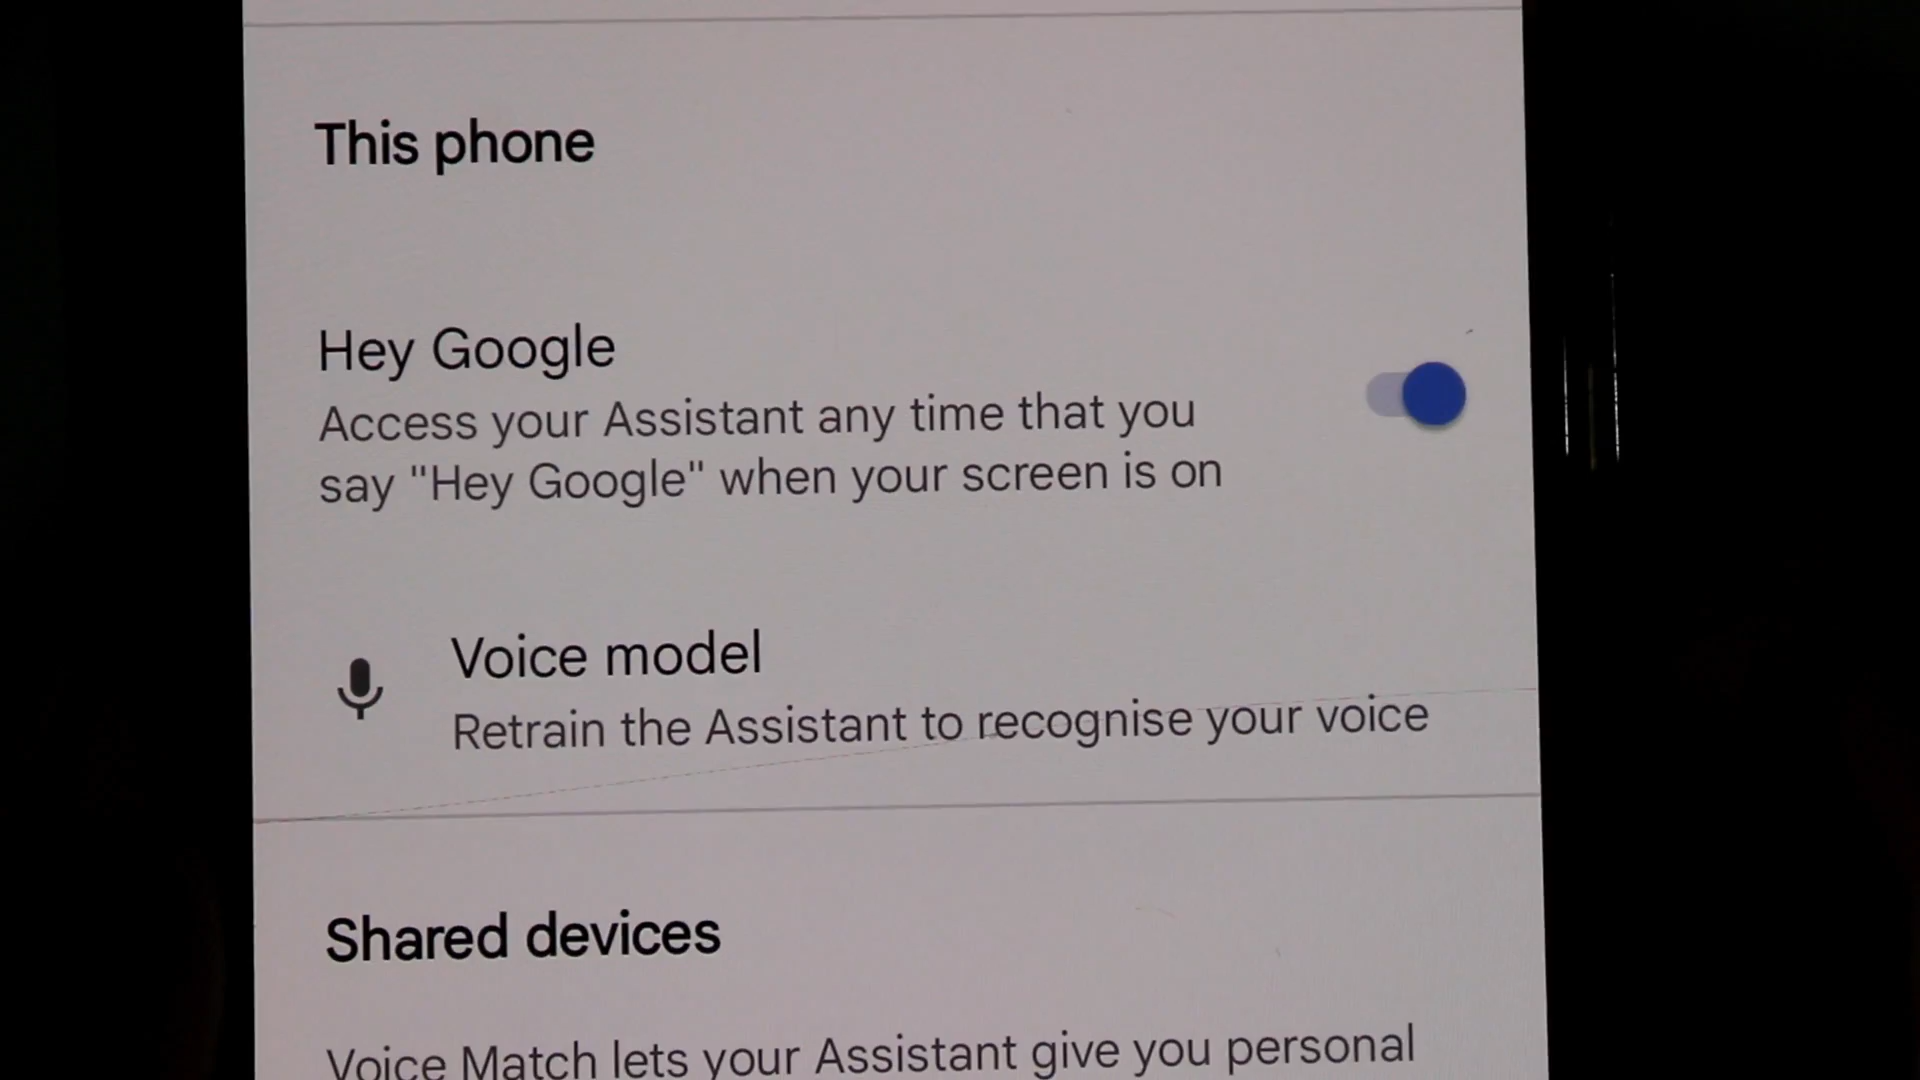 This phone
Hey Google
Access your Assistant any time that you
say "Hey Google" when your screen is on
Voice model
Retrain the Assistant to recognise your voice
Shared devices
Voice Match lets your Assistant give you personal